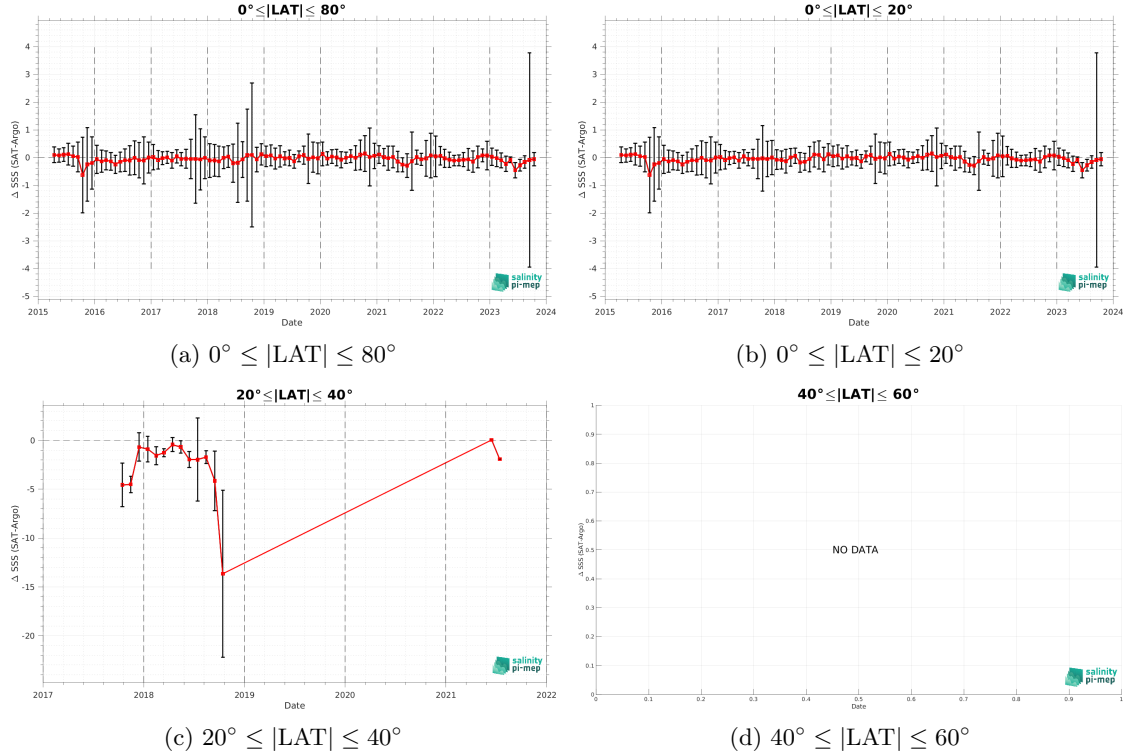 0°≤|LAT|≤ 80°
Δ SSS (SAT-Argo)
4
3
2
1
0
-1
-2
-3
-4
-5
2015 2016 2017 2018 2019 2020 2021 2022 2023 2024
Date
salinity
pi-mep
(a) 0° ≤ |LAT| ≤ 80°
0°≤|LAT|≤ 20°
Δ SSS (SAT-Argo)
4
3
2
1
0
-1
-2
-3
-4
-5
2015 2016 2017 2018 2019 2020 2021 2022 2023 2024
Date
salinity
pi-mep
(b) 0° ≤ |LAT| ≤ 20°
20°≤|LAT|≤ 40°
Δ SSS (SAT-Argo)
0
-5
-10
-15
-20
2017 2018 2019 2020 2021 2022
Date
salinity
pi-mep
(c) 20° ≤ |LAT| ≤ 40°
40°≤|LAT|≤ 60°
Δ SSS (SAT-Argo)
1
0.9
0.8
0.7
0.6
0.5
0.4
0.3
0.2
0.1
0
NO DATA
0 0.1 0.2 0.3 0.4 0.5 0.6 0.7 0.8 0.9 1
Date
salinity
pi-mep
(d) 40° ≤ |LAT| ≤ 60°